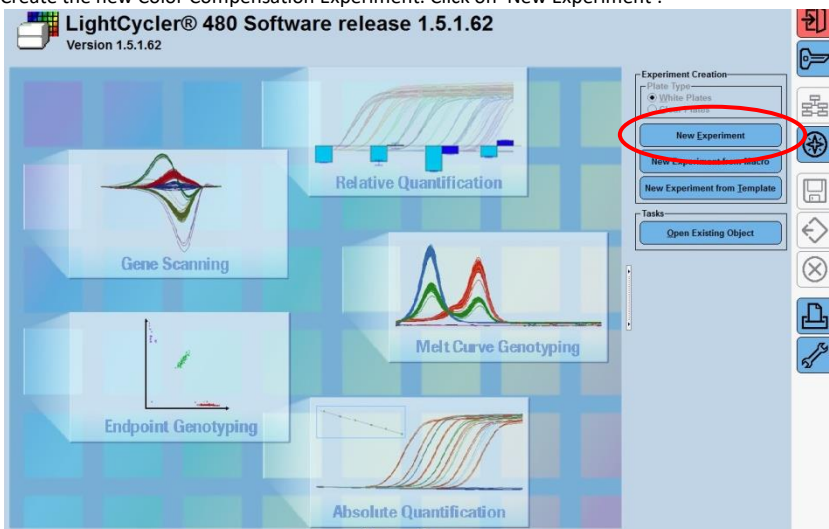 Create the new Color Compensation Experiment. Click on 'New Experiment'.
LightCycler® 480 Software release 1.5.1.62
Version 1.5.1.62
Experiment Creation
Plate Type
White Plates
Clear Plates
New Experiment
New Experiment from Macro
New Experiment from Template
Tasks
Open Existing Object
Relative Quantification
Gene Scanning
Melt Curve Genotyping
Endpoint Genotyping
Absolute Quantification